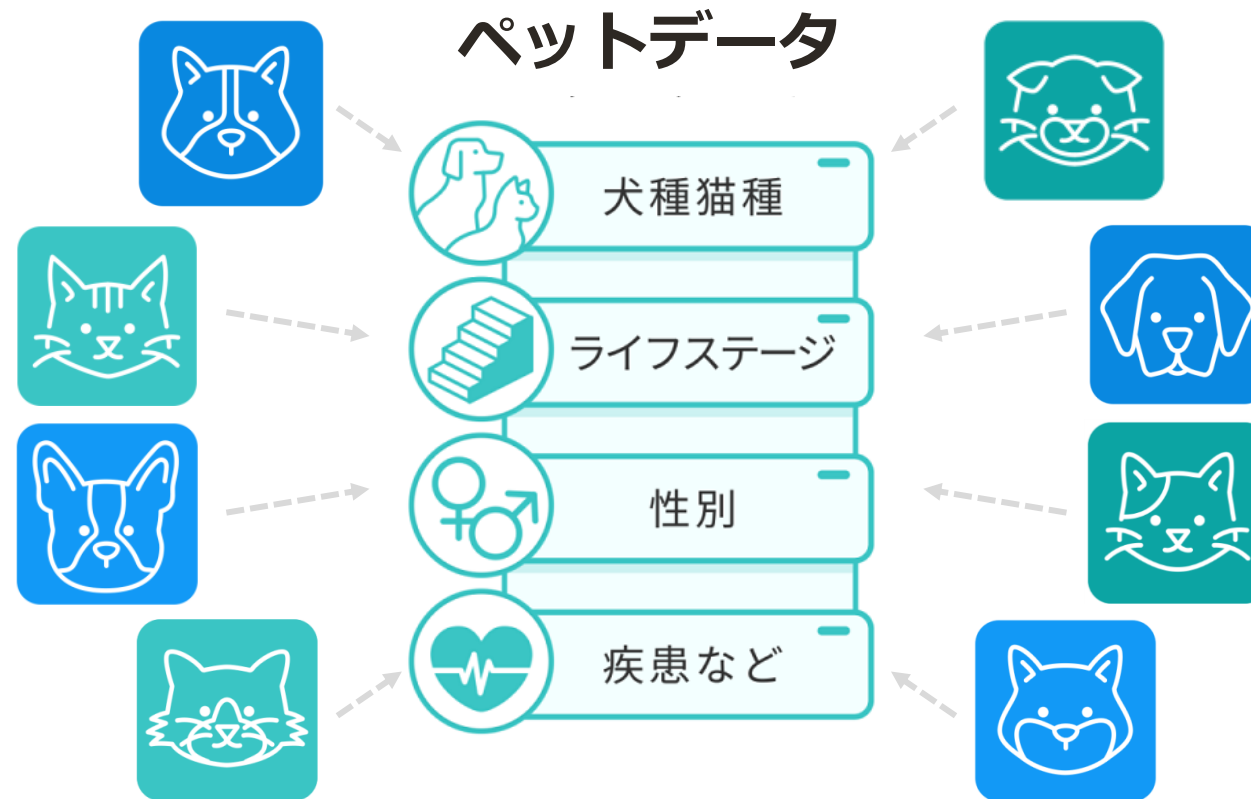 ペットデータ
犬種猫種
ライフステージ
性別
疾患など